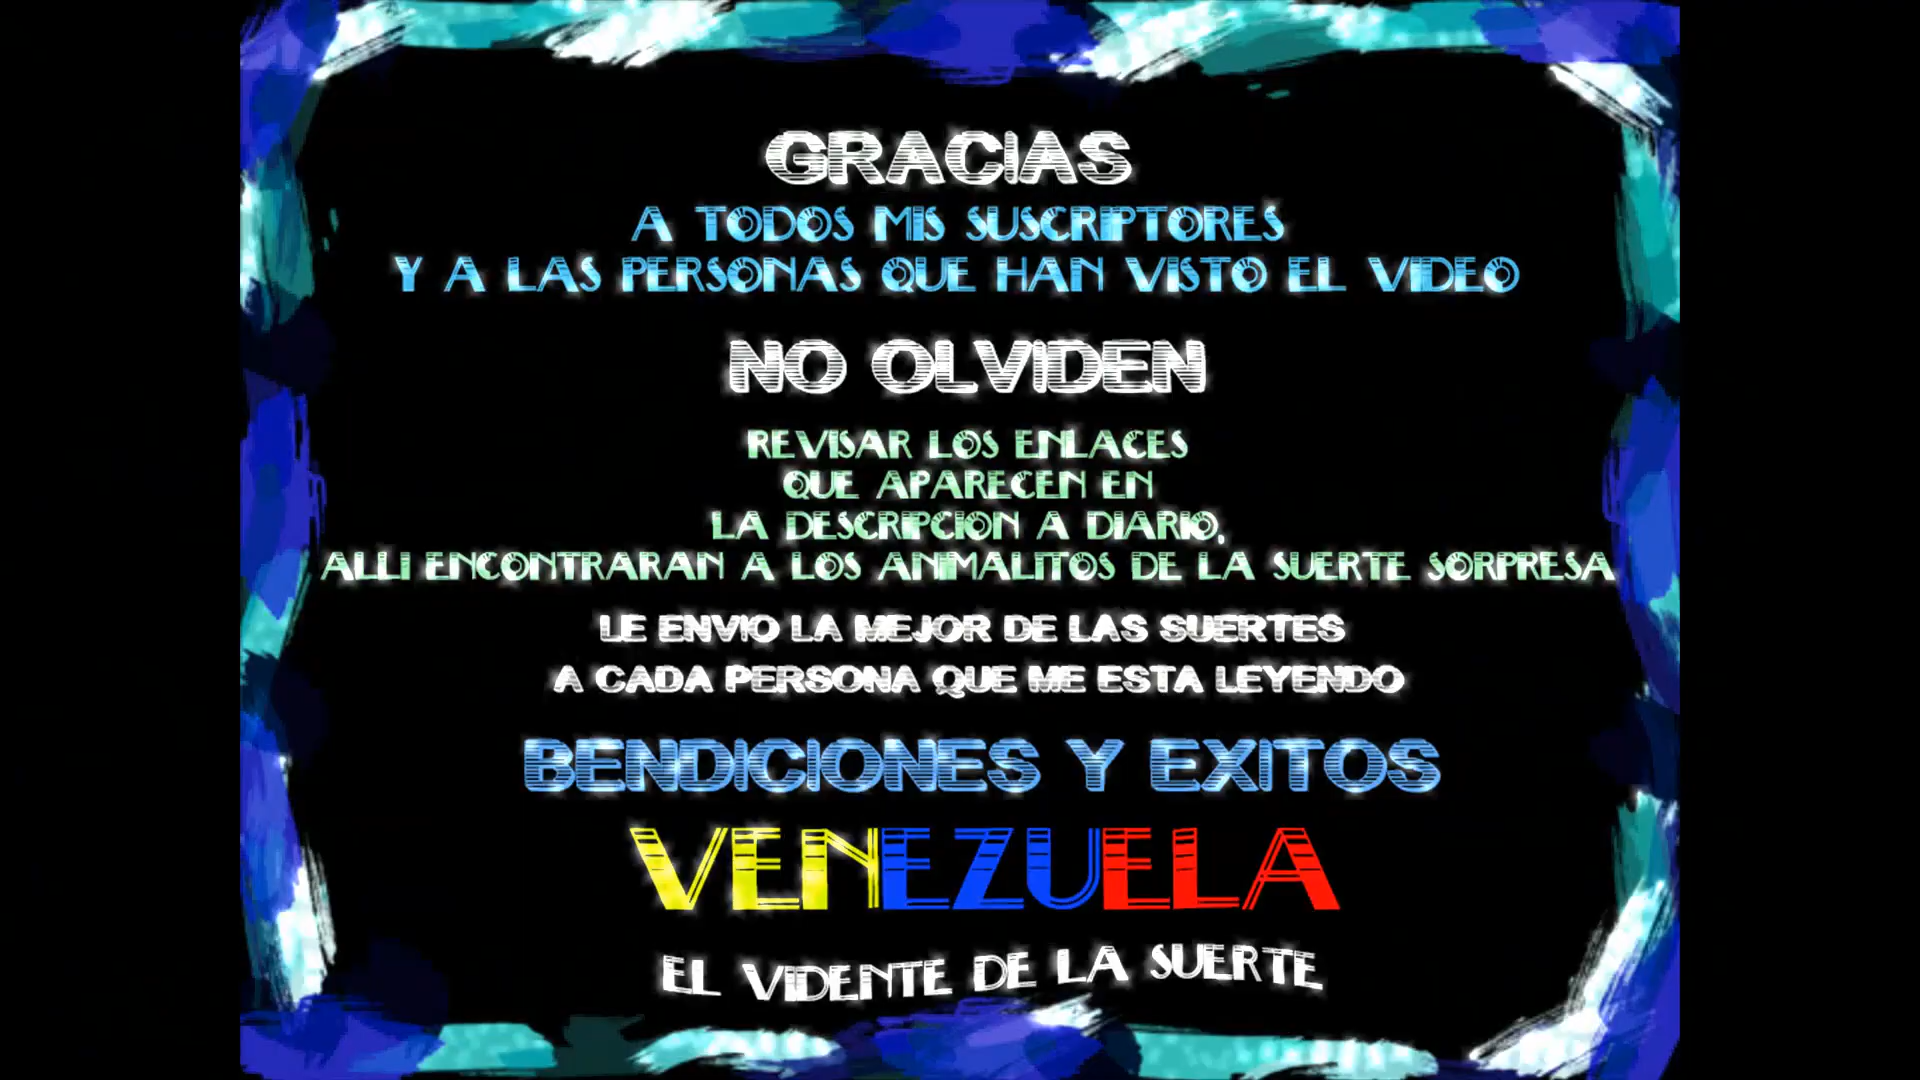 GRACIAS
A TODOS MIS SUSCRIPTORES
Y A LAS PERSONAS QUE HAN VISTO EL VIDEO
NO OLVIDEN
REVISAR LOS ENLACES
QUE APARECEN EN
LA DESCRIPCION A DIARIO,
ALLI ENCONTRARAN A LOS ANIMALITOS DE LA SUERTE SORPRESA
LE ENVIO LA MEJOR DE LAS SUERTES
A CADA PERSONA QUE ME ESTA LEYENDO
BENDICIONES Y EXITOS
VENEZUELA
EL VIDENTE DE LA SUERTE